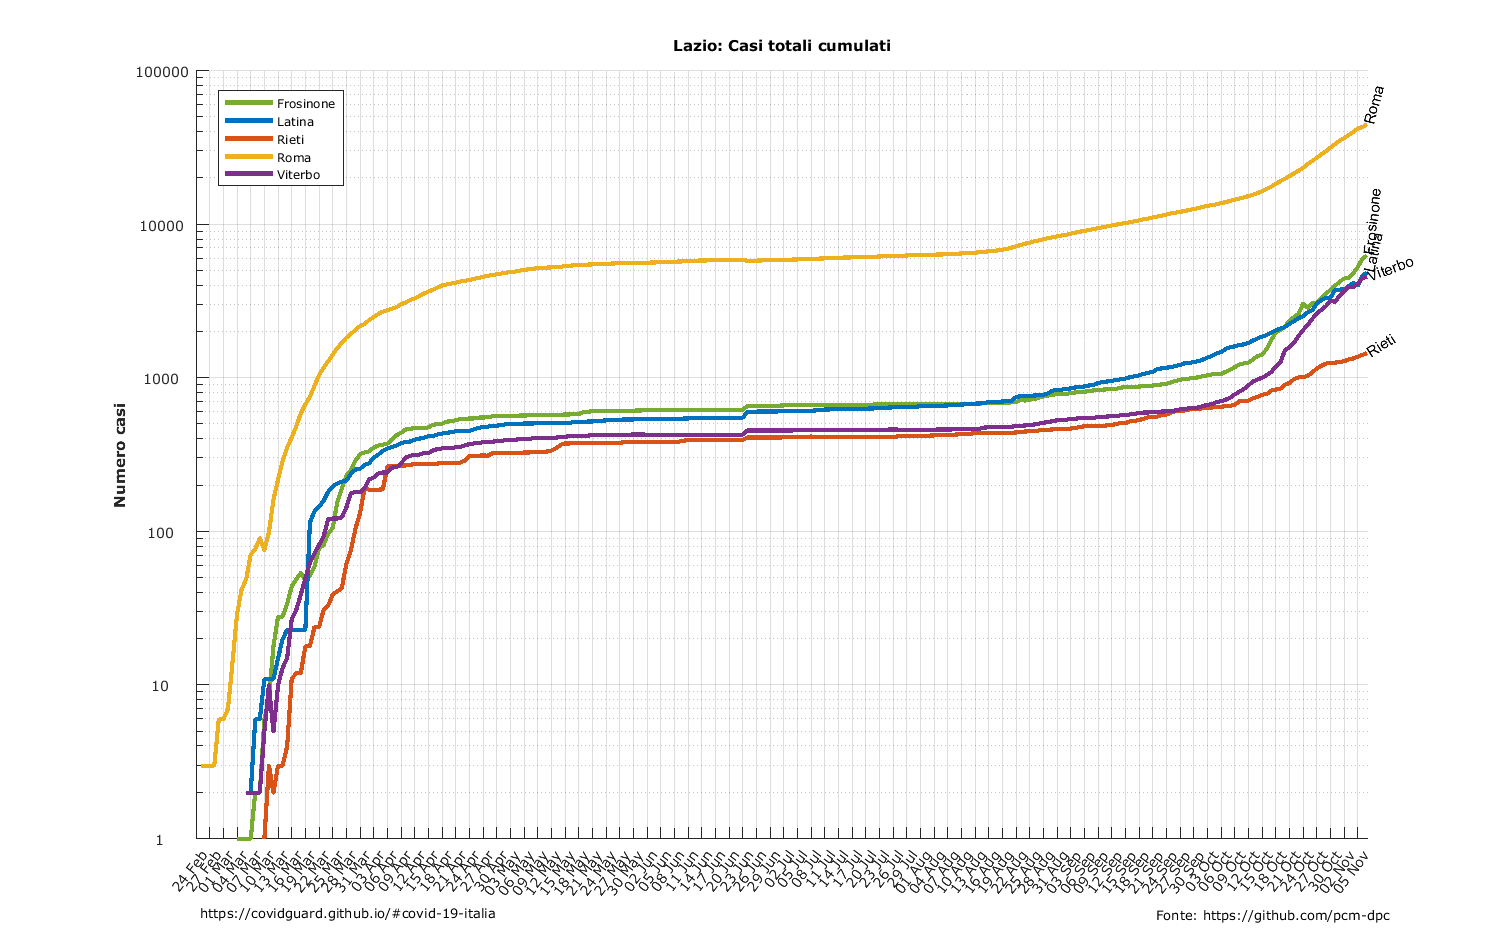 Lazio: Casi totali cumulati
Numero casi
100000
10000
1000
100
10
1
Frosinone
Latina
Rieti
Roma
Viterbo
Roma
Frosinone
Latina
Viterbo
Rieti
24 Feb
27 Feb
01 Mar
04 Mar
07 Mar
10 Mar
13 Mar
16 Mar
19 Mar
22 Mar
25 Mar
28 Mar
31 Mar
03 Apr
06 Apr
09 Apr
12 Apr
15 Apr
18 Apr
21 Apr
24 Apr
27 Apr
30 Apr
03 May
06 May
09 May
12 May
15 May
18 May
21 May
24 May
27 May
30 May
02 Jun
05 Jun
08 Jun
11 Jun
14 Jun
17 Jun
20 Jun
23 Jun
26 Jun
29 Jun
02 Jul
05 Jul
08 Jul
11 Jul
14 Jul
17 Jul
20 Jul
23 Jul
26 Jul
29 Jul
01 Aug
04 Aug
07 Aug
10 Aug
13 Aug
16 Aug
19 Aug
22 Aug
25 Aug
28 Aug
31 Aug
03 Sep
06 Sep
09 Sep
12 Sep
15 Sep
18 Sep
21 Sep
24 Sep
27 Sep
30 Sep
03 Oct
06 Oct
09 Oct
12 Oct
15 Oct
18 Oct
21 Oct
24 Oct
27 Oct
30 Oct
02 Nov
05 Nov
https://covidguard.github.io/#covid-19-italia
Fonte: https://github.com/pcm-dpc